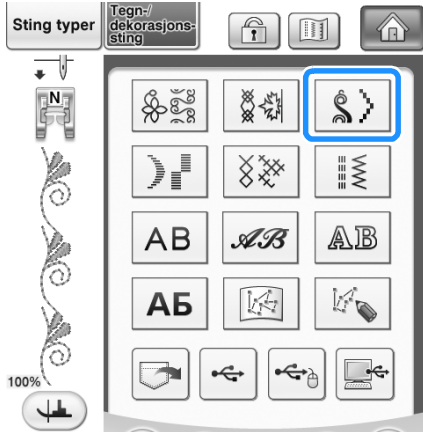 Sting typer
Tegn-/
dekorasjons-
sting
N
AB
AB
AB
АБ
100%